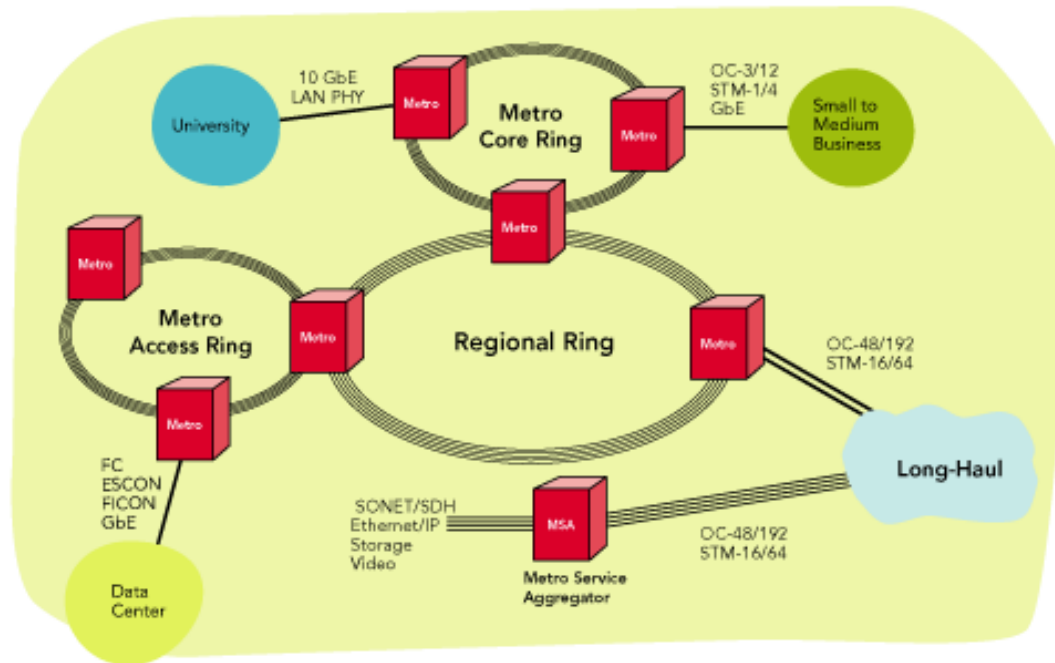 10 GbE
LAN PHY
University
Metro
Metro
Core Ring
Metro
OC-3/12
STM-1/4
GbE
Small to
Medium
Business
Metro
Metro
Metro
Access Ring
Metro
Regional Ring
Metro
OC-48/192
STM-16/64
Metro
FC
ESCON
FICON
GbE
Long-Haul
SONET/SDH
Ethernet/IP
Storage
Video
MSA
OC-48/192
STM-16/64
Metro Service
Aggregator
Data
Center